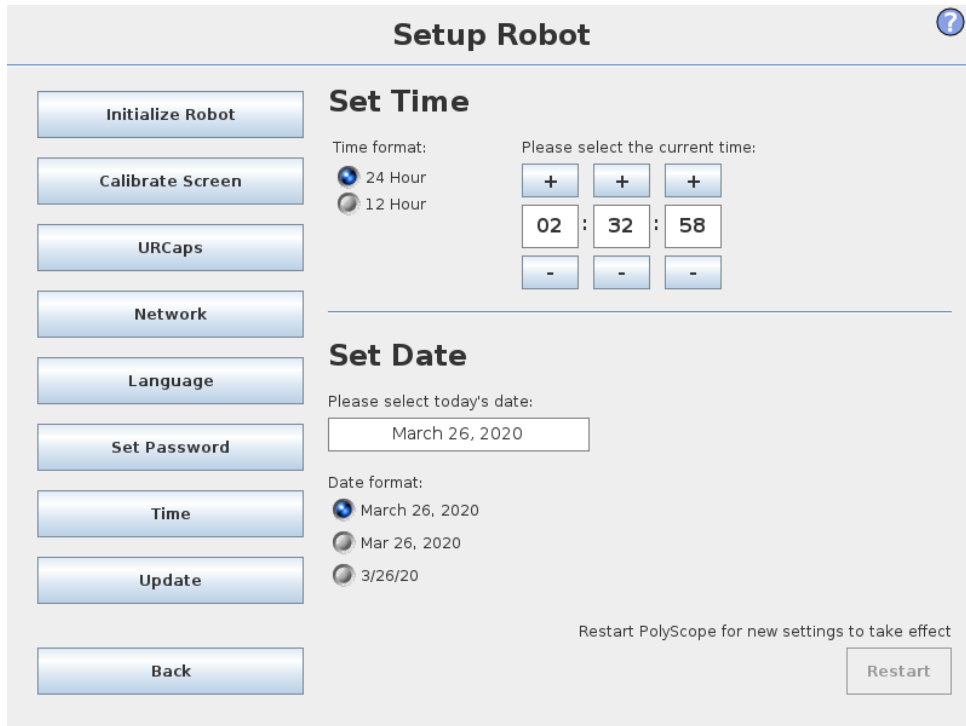 Setup Robot
?
Initialize Robot
Calibrate Screen
URCaps
Network
Language
Set Password
Time
Update
Back
Set Time
Time format:
24 Hour
12 Hour
Please select the current time:
+ + +
02 : 32 : 58
- - -
Set Date
Please select today's date:
March 26, 2020
Date format:
March 26, 2020
Mar 26, 2020
3/26/20
Restart PolyScope for new settings to take effect
Restart